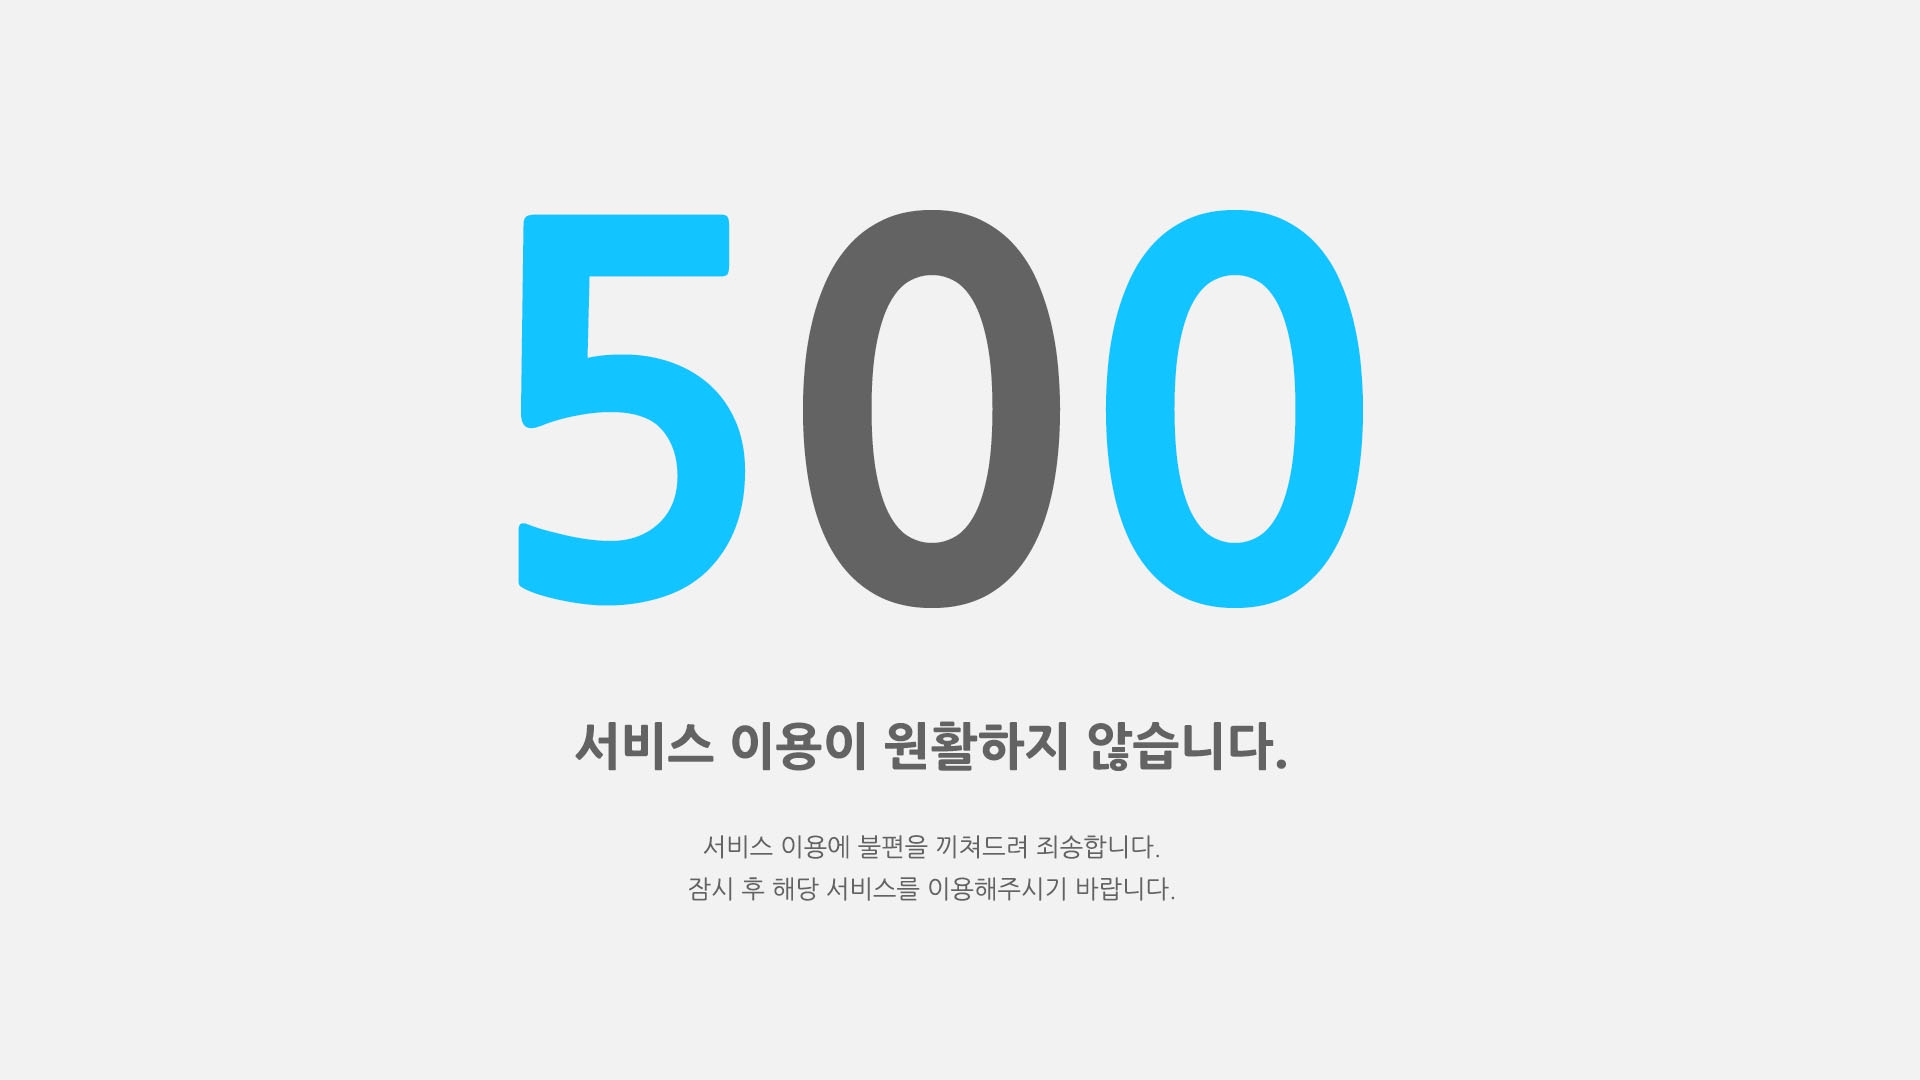 500
서비스 이용이 원활하지 않습니다.
서비스 이용에 불편을 끼쳐드려 죄송합니다.
잠시 후 해당 서비스를 이용해주시기 바랍니다.